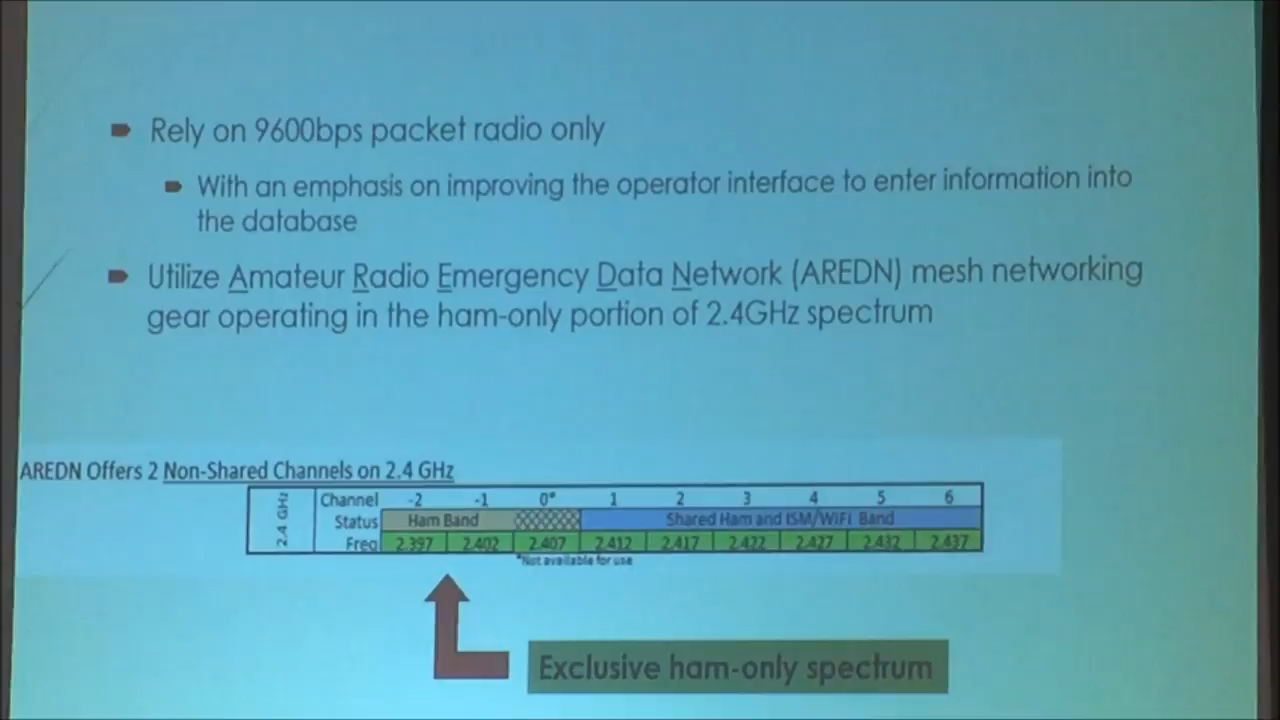 Rely on 9600bps packet radio only
With an emphasis on improving the operator interface to enter information into
the database
Utilize Amateur Radio Emergency Data Network (AREDN) mesh networking
gear operating in the ham-only portion of 2.4GHz spectrum
AREDN Offers 2 Non-Shared Channels on 2.4 GHz
2.4 GHz
Channel -2 -1 0* 1 2 3 4 5 6
Status Ham Band Shared Ham and ISM/WiFi Band
Freq 2.397 2.402 2.407 2.412 2.417 2.422 2.427 2.432 2.437
*Not available for use
Exclusive ham-only spectrum